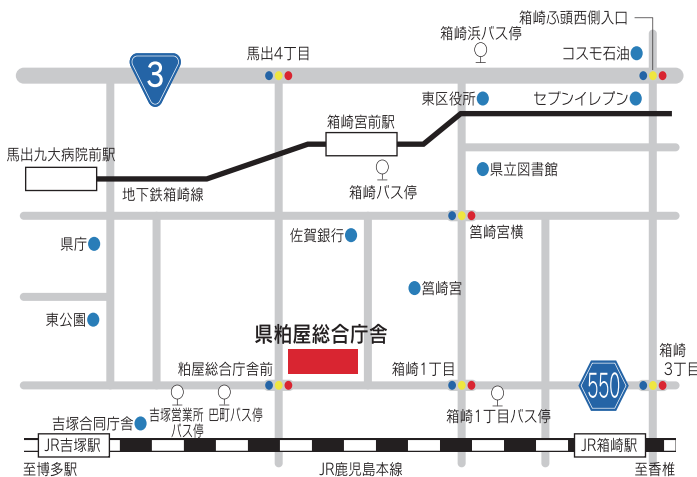 箱崎ふ頭西側入口
箱崎浜バス停
馬出4丁目
コスモ石油
3
東区役所
セブンイレブン
箱崎宮前駅
馬出九大病院前駅
県立図書館
箱崎バス停
地下鉄箱崎線
佐賀銀行
筥崎宮横
県庁
筥崎宮
東公園
県粕屋総合庁舎
箱崎
3丁目
粕屋総合庁舎前
箱崎1丁目
550
吉塚営業所
バス停
巴町バス停
箱崎1丁目バス停
吉塚合同庁舎
JR吉塚駅
JR箱崎駅
至博多駅
JR鹿児島本線
至香椎